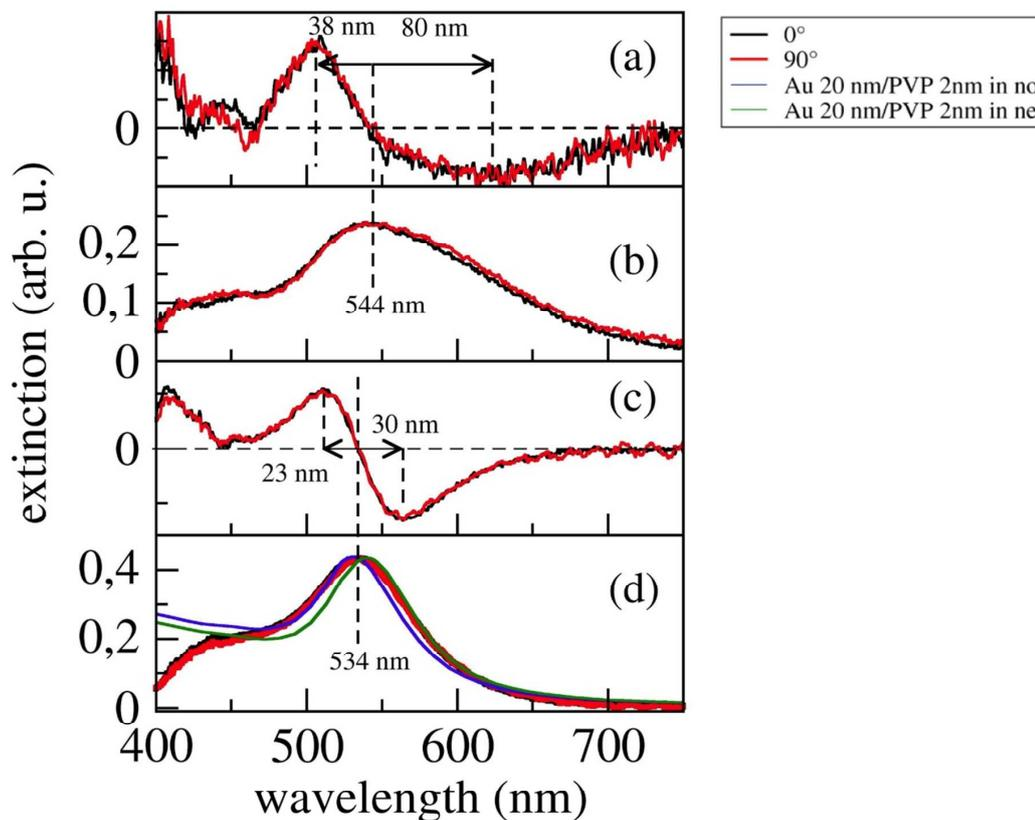 38 nm 80 nm
(a)
0
0,2
(b)
0,1
544 nm
0
(c)
30 nm
0
23 nm
0,4
(d)
0,2
534 nm
0
400 500 600 700
wavelength (nm)
extinction (arb. u.)
0°
90°
Au 20 nm/PVP 2nm in
Au 20 nm/PVP 2nm in